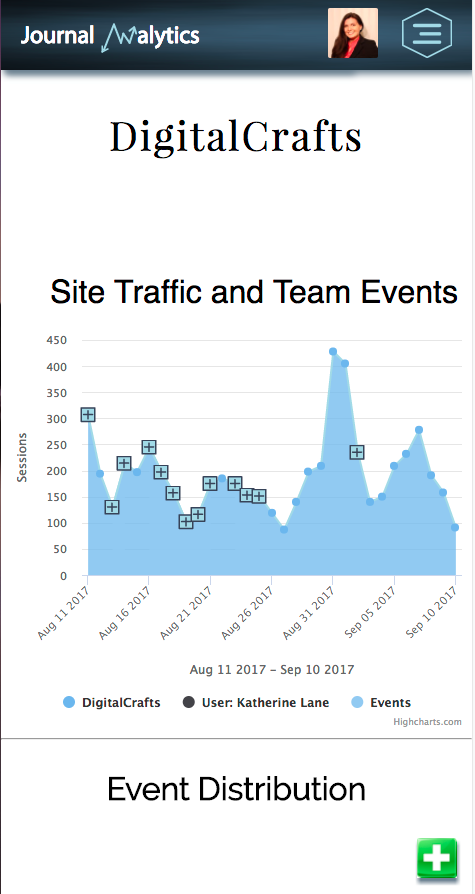 Journal Analytics
DigitalCrafts
Site Traffic and Team Events
450
400
350
300
250
200
150
100
50
0
Sessions
Aug 11 2017
Aug 16 2017
Aug 21 2017
Aug 26 2017
Aug 31 2017
Sep 05 2017
Sep 10 2017
Aug 11 2017 – Sep 10 2017
DigitalCrafts User: Katherine Lane Events
Highcharts.com
Event Distribution